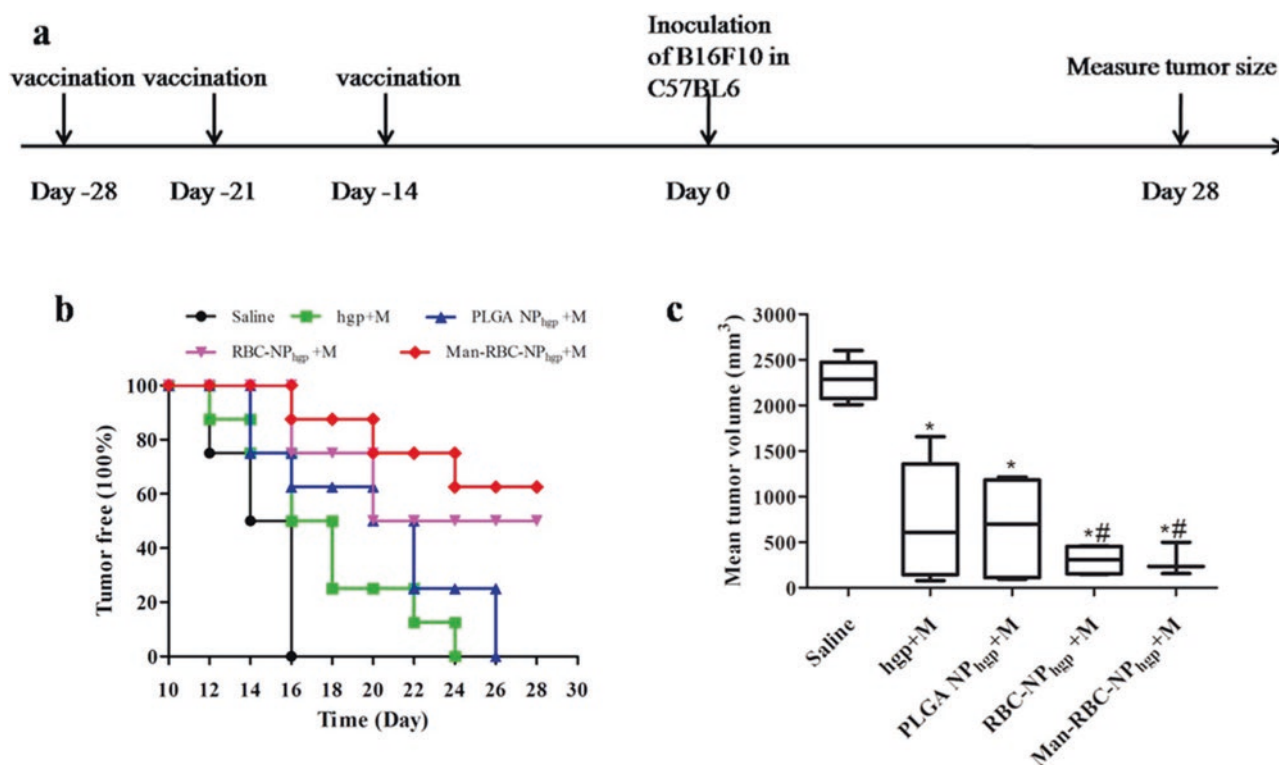 a
Inoculation
of B16F10 in
C57BL6
vaccination vaccination vaccination Measure tumor size
Day -28 Day -21 Day -14 Day 0 Day 28
b
Saline hgp+M PLGA NPhgp +M
RBC-NPhgp +M Man-RBC-NPhgp+M
Tumor free (100%)
100
80
60
40
20
0
10 12 14 16 18 20 22 24 26 28 30
Time (Day)
c
Mean tumor volume (mm3)
3000
2500
2000
1500
1000
500
0
* * *# *#
Saline
hgp+M
PLGA NPhgp +M
RBC-NPhgp +M
Man-RBC-NPhgp +M